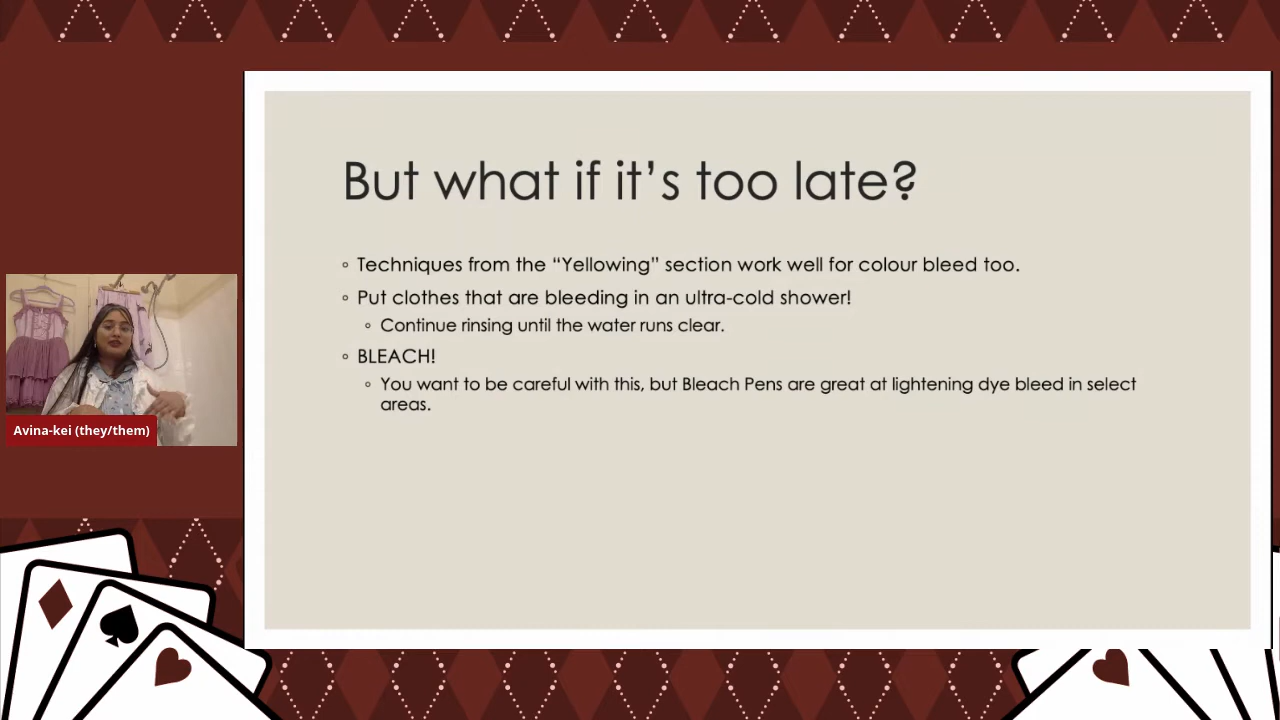 But what if it's too late?
Techniques from the “Yellowing” section work well for colour bleed too.
Put clothes that are bleeding in an ultra-cold shower!
Continue rinsing until the water runs clear.
BLEACH!
You want to be careful with this, but Bleach Pens are great at lightening dye bleed in select
areas.
Avina-kei (they/them)